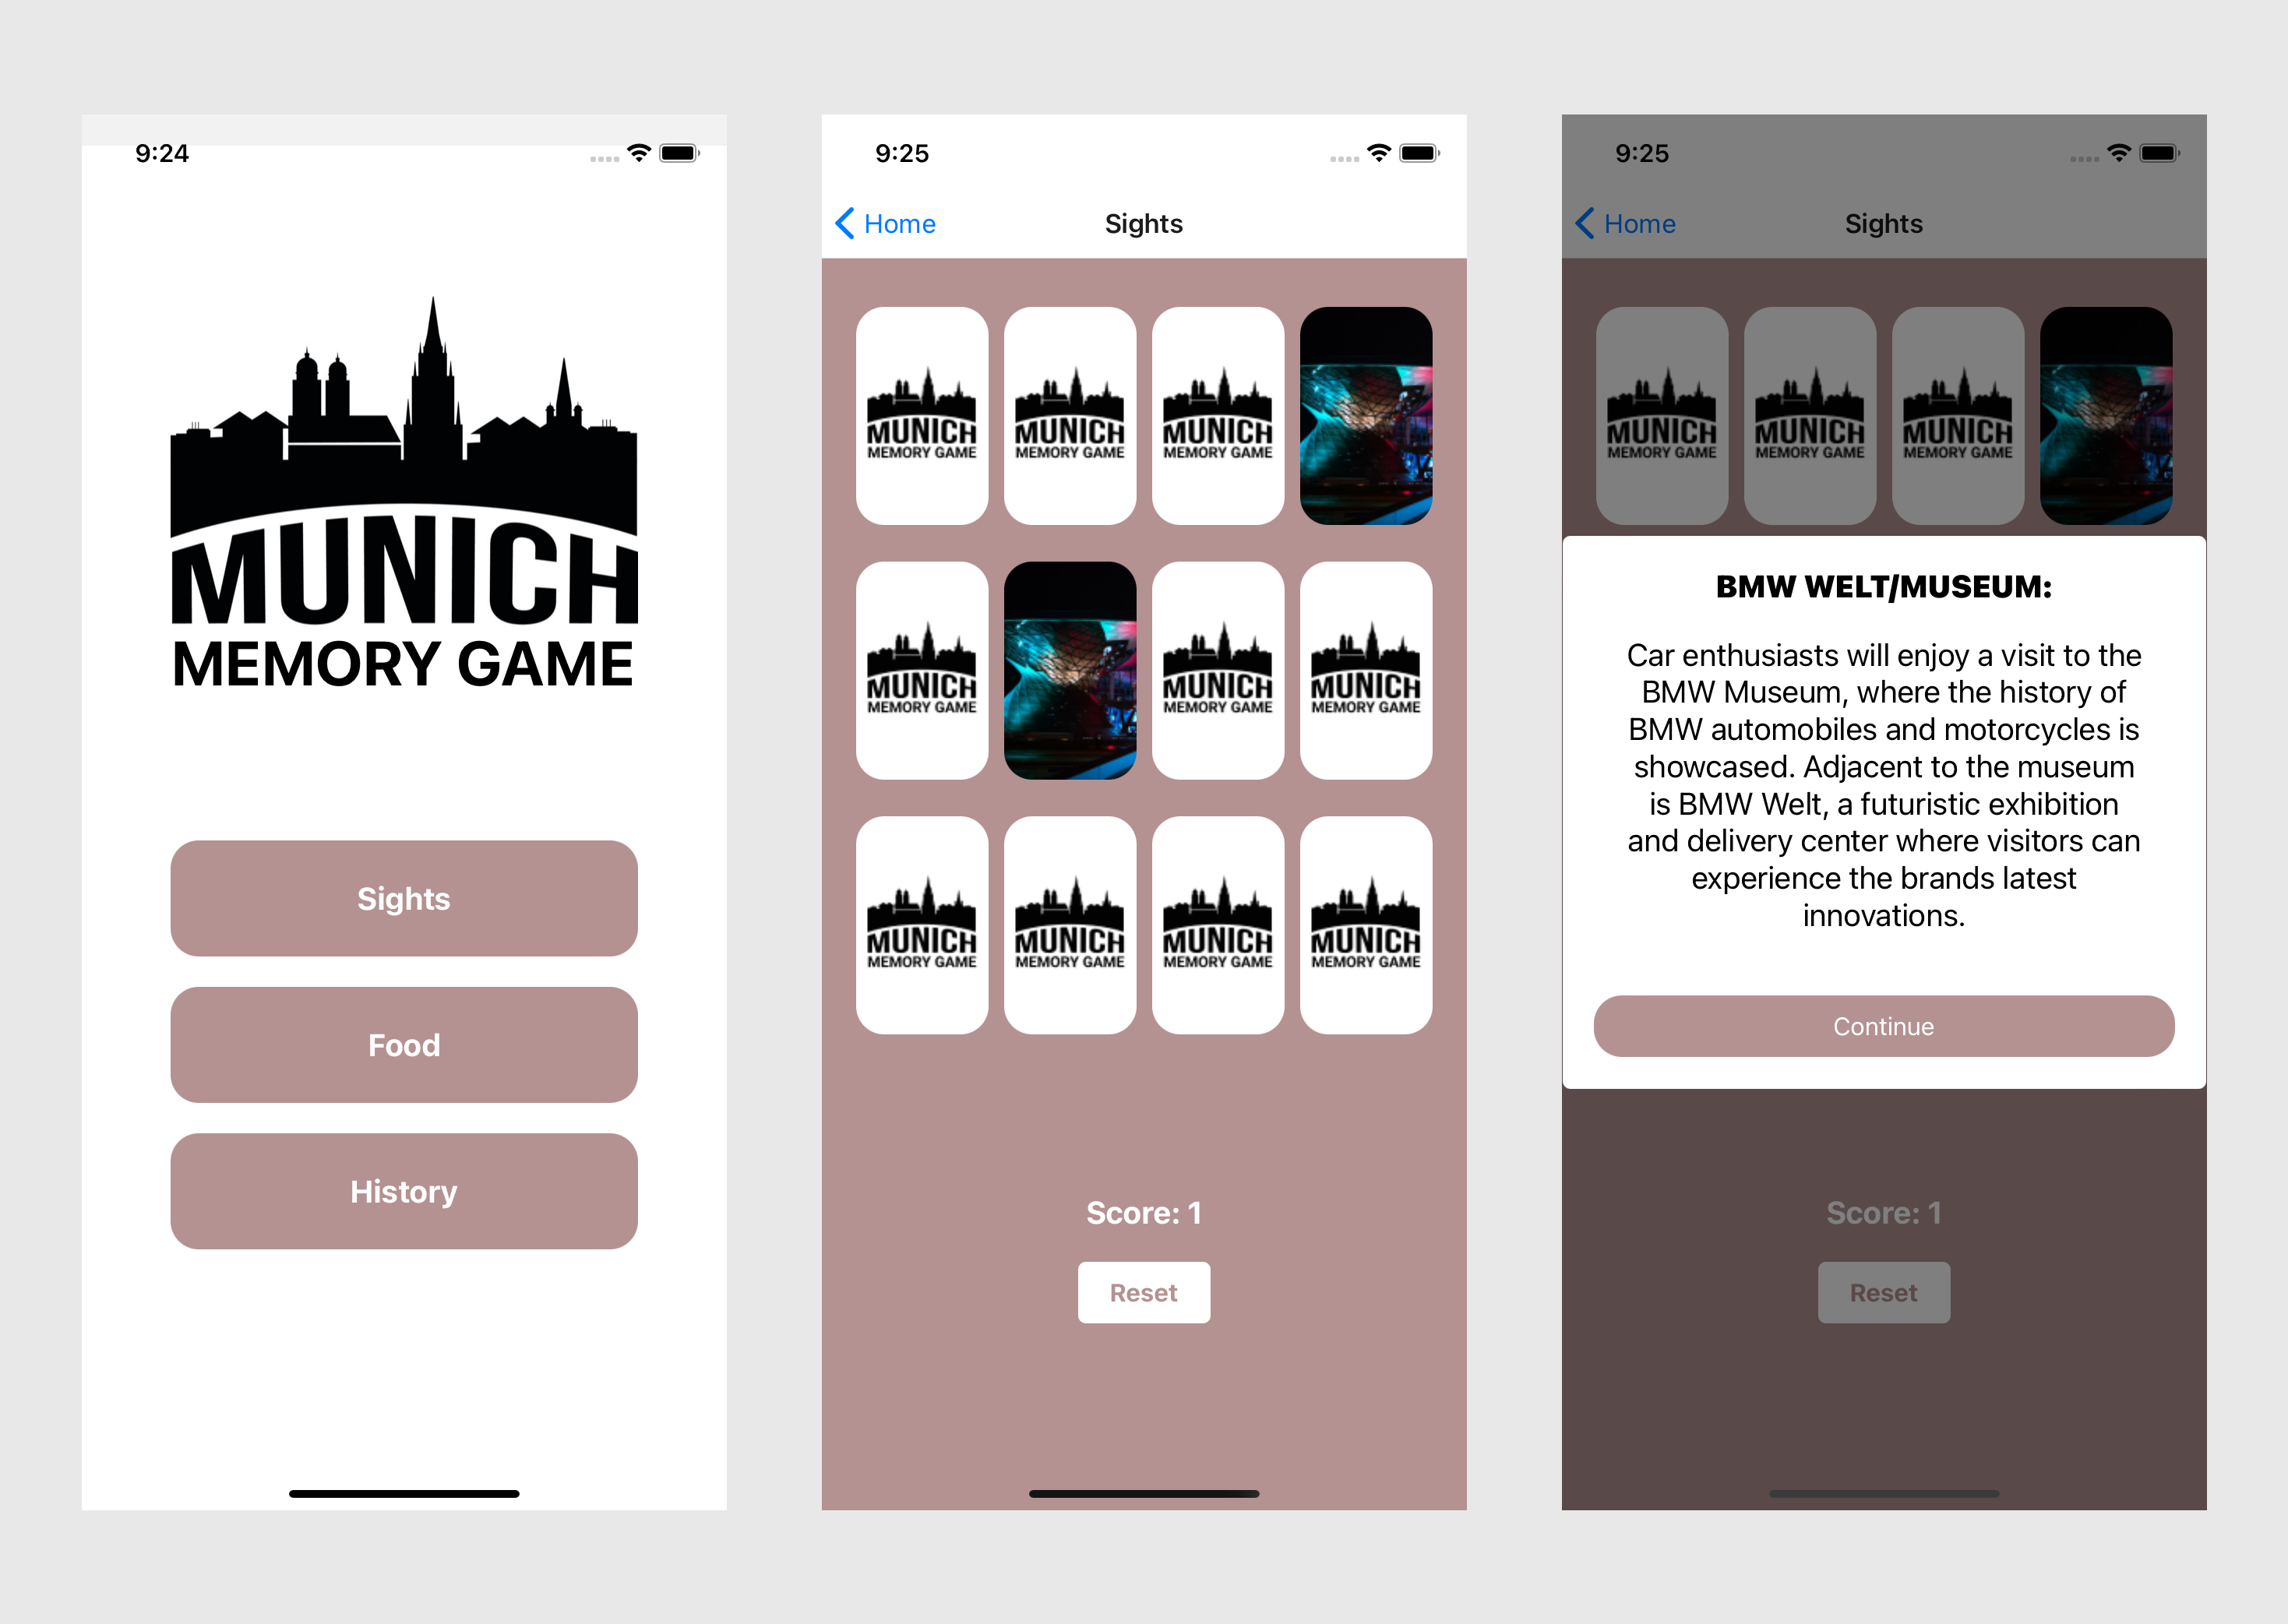 9:24
MUNICH
MEMORY GAME
Sights
Food
History
9:25
Home
Sights
MUNICH
MEMORY GAME
MUNICH
MEMORY GAME
MUNICH
MEMORY GAME
MUNICH
MEMORY GAME
MUNICH
MEMORY GAME
MUNICH
MEMORY GAME
MUNICH
MEMORY GAME
MUNICH
MEMORY GAME
MUNICH
MEMORY GAME
MUNICH
MEMORY GAME
Score: 1
Reset
9:25
Home
Sights
MUNICH
MEMORY GAME
MUNICH
MEMORY GAME
MUNICH
MEMORY GAME
BMW WELT/MUSEUM:
Car enthusiasts will enjoy a visit to the
BMW Museum, where the history of
BMW automobiles and motorcycles is
showcased. Adjacent to the museum
is BMW Welt, a futuristic exhibition
and delivery center where visitors can
experience the brands latest
innovations.
Continue
Score: 1
Reset